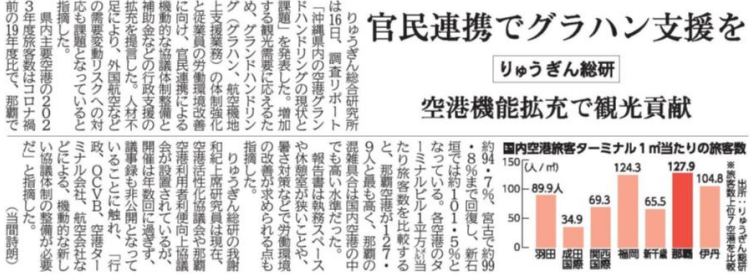 官民連携でグラハン支援を
りゅうぎん総研
空港機能拡充で観光貢献
りゅうぎん総合研究所
は16日、調査リポート
「沖縄県内の空港グラン
ドハンドリングの現状と
課題」を発表した。増加
する観光需要に応えるた
め、グランドハンドリン
グ（グラハン、航空機地
上支援業務）の体制強化
と従業員の労働環境改善
に向け、官民連携による
機動的な協議体制整備と
補助金などの行政支援の
拡充を提言した。人材不
足により、外国航空など
の需要変動リスクへの対
応も課題となっていると
指摘した。
県内主要空港の202
3年度旅客数はコロナ禍
前の19年度比で、那覇で
約94・7％、宮古で約99
・8％まで回復し、新石
垣では約101・5％と
なっている。各空港のタ
ーミナルビル1平方㍍当
たり旅客数を比較する
と、那覇空港が127・
9人と最も高く、那覇の
混雑具合は国内空港の中
でも高い水準だった。
報告書は執務スペース
や休憩室が狭いことや、
暑さ対策などで労働環境
の改善が求められる点も
指摘した。
りゅうぎん総研の我謝
和紀上席研究員は現在、
空港活性化協議会や那覇
空港利用者利便向上協議
会が設置されているが、
開催は年数回に過ぎず、
議事録も非公開となって
いることに触れ、「行
政、OCVB、空港ター
ミナル会社、航空会社な
どによる、機動的な新し
い協議体制の整備が必要
だ」と指摘した。
（当間詩朗）
国内空港旅客ターミナル1㎡当たりの旅客数
(人／㎡)
150
100
50
0
89.9人
34.9
69.3
124.3
65.5
127.9
104.8
羽田
成田国際
関西国際
福岡
新千歳
那覇
伊丹
出所：りゅうぎん総研
※旅客数上位7空港を比較